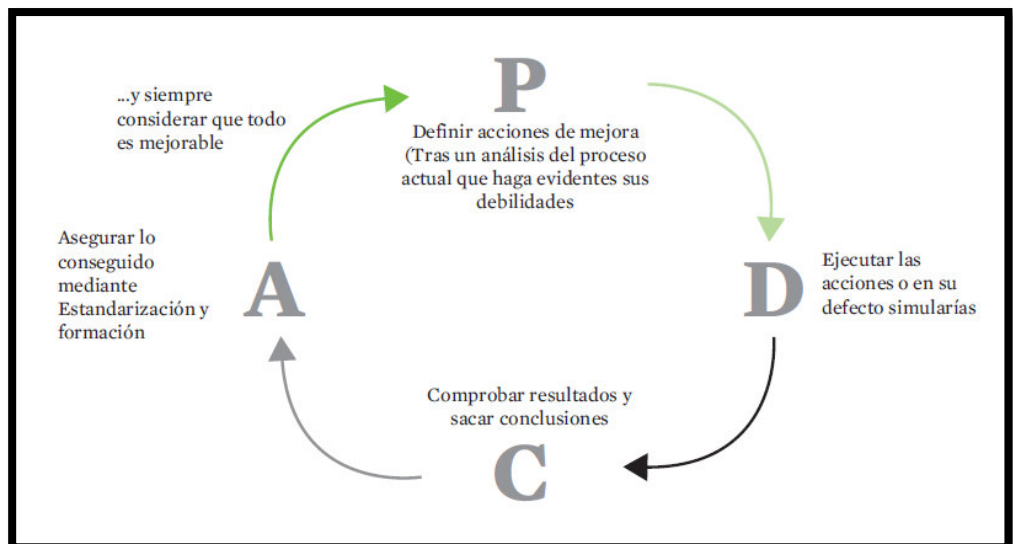 P
Definir acciones de mejora
(Tras un análisis del proceso
actual que haga evidentes sus
debilidades
D
Ejecutar las
acciones o en su
defecto simularías
Comprobar resultados y
sacar conclusiones
C
A
Asegurar lo
conseguido
mediante
Estandarización y
formación
...y siempre
considerar que todo
es mejorable